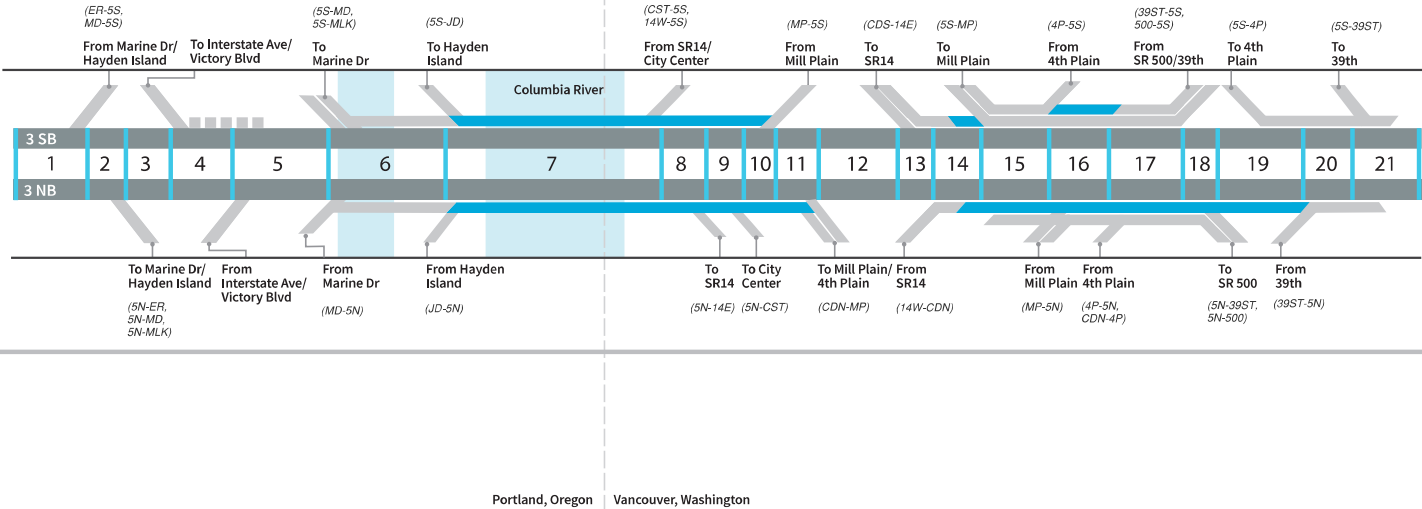 (ER-5S,
MD-5S)
(5S-MD,
5S-MLK)
(5S-JD)
(CST-5S,
14W-5S)
(MP-5S)
(CDS-14E)
(5S-MP)
(4P-5S)
(39ST-5S,
500-5S)
(5S-4P)
(5S-39ST)
From Marine Dr/
Hayden Island
To Interstate Ave/
Victory Blvd
To
Marine Dr
To Hayden
Island
From SR14/
City Center
From
Mill Plain
To
SR14
To
Mill Plain
From
4th Plain
From
SR 500/39th
To 4th
Plain
To
39th
Columbia River
3 SB
1
2
3
4
5
6
7
8
9
10
11
12
13
14
15
16
17
18
19
20
21
3 NB
To Marine Dr/
Hayden Island
From
Interstate Ave/
Victory Blvd
From
Marine Dr
From Hayden
Island
To
SR14
To City
Center
To Mill Plain/
4th Plain
From
SR14
From
Mill Plain
From
4th Plain
To
SR 500
From
39th
(5N-ER,
5N-MD,
5N-MLK)
(MD-5N)
(JD-5N)
(5N-14E)
(5N-CST)
(CDN-MP)
(14W-CDN)
(MP-5N)
(4P-5N,
CDN-4P)
(5N-39ST,
5N-500)
(39ST-5N)
Portland, Oregon
Vancouver, Washington